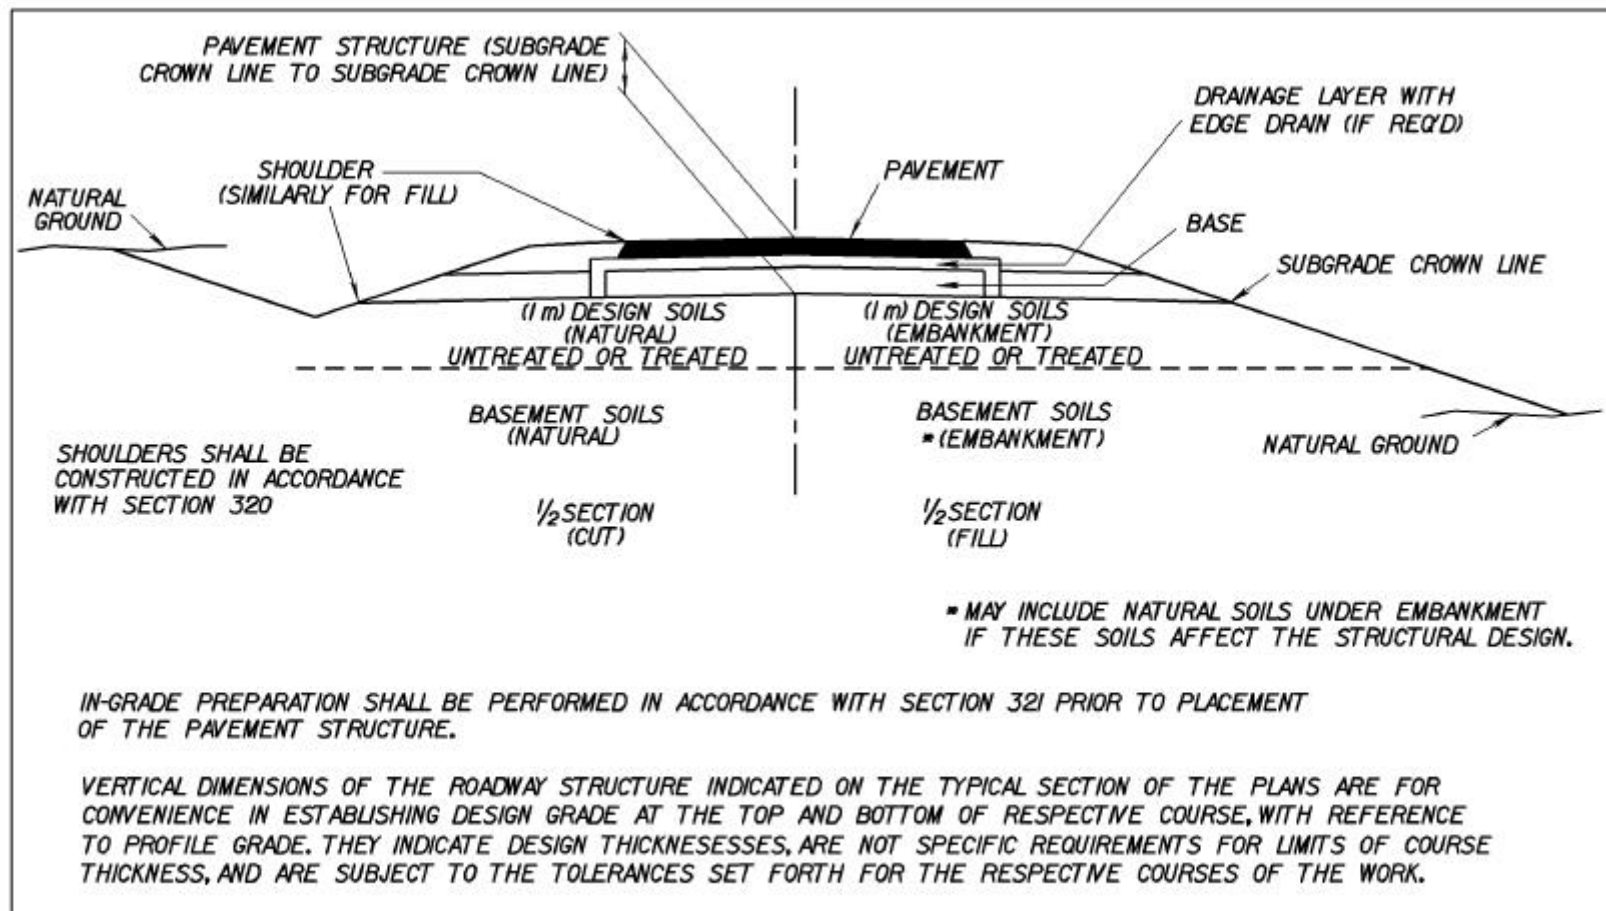 PAVEMENT STRUCTURE (SUBGRADE
CROWN LINE TO SUBGRADE CROWN LINE)
DRAINAGE LAYER WITH
EDGE DRAIN (IF REQ'D)
SHOULDER
(SIMILARLY FOR FILL)
PAVEMENT
NATURAL
GROUND
BASE
SUBGRADE CROWN LINE
(1 m) DESIGN SOILS
(NATURAL)
UNTREATED OR TREATED
(1 m) DESIGN SOILS
(EMBANKMENT)
UNTREATED OR TREATED
BASEMENT SOILS
(NATURAL)
BASEMENT SOILS
* (EMBANKMENT)
NATURAL GROUND
SHOULDERS SHALL BE
CONSTRUCTED IN ACCORDANCE
WITH SECTION 320
1/2 SECTION
(CUT)
1/2 SECTION
(FILL)
* MAY INCLUDE NATURAL SOILS UNDER EMBANKMENT
IF THESE SOILS AFFECT THE STRUCTURAL DESIGN.
IN-GRADE PREPARATION SHALL BE PERFORMED IN ACCORDANCE WITH SECTION 321 PRIOR TO PLACEMENT
OF THE PAVEMENT STRUCTURE.
VERTICAL DIMENSIONS OF THE ROADWAY STRUCTURE INDICATED ON THE TYPICAL SECTION OF THE PLANS ARE FOR
CONVENIENCE IN ESTABLISHING DESIGN GRADE AT THE TOP AND BOTTOM OF RESPECTIVE COURSE, WITH REFERENCE
TO PROFILE GRADE. THEY INDICATE DESIGN THICKNESESSES, ARE NOT SPECIFIC REQUIREMENTS FOR LIMITS OF COURSE
THICKNESS, AND ARE SUBJECT TO THE TOLERANCES SET FORTH FOR THE RESPECTIVE COURSES OF THE WORK.